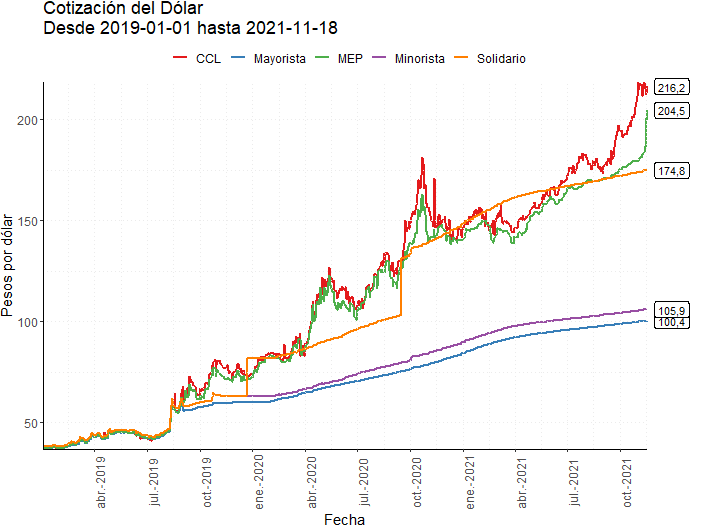 Cotización del Dólar
Desde 2019-01-01 hasta 2021-11-18
CCL Mayorista MEP Minorista Solidario
Pesos por dólar
200
150
100
50
216,2
204,5
174,8
105,9
100,4
abr.-2019
jul.-2019
oct.-2019
ene.-2020
abr.-2020
jul.-2020
oct.-2020
ene.-2021
abr.-2021
jul.-2021
oct.-2021
Fecha